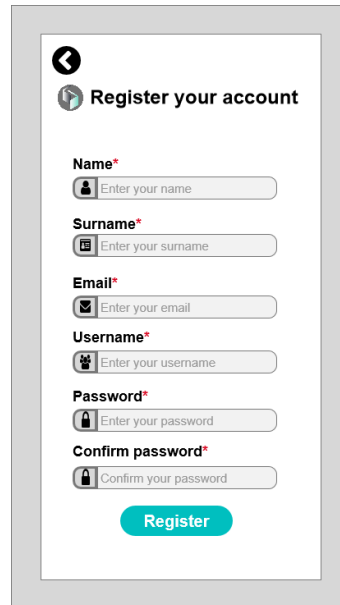 Register your account
Name*
Enter your name
Surname*
Enter your surname
Email*
Enter your email
Username*
Enter your username
Password*
Enter your password
Confirm password*
Confirm your password
Register